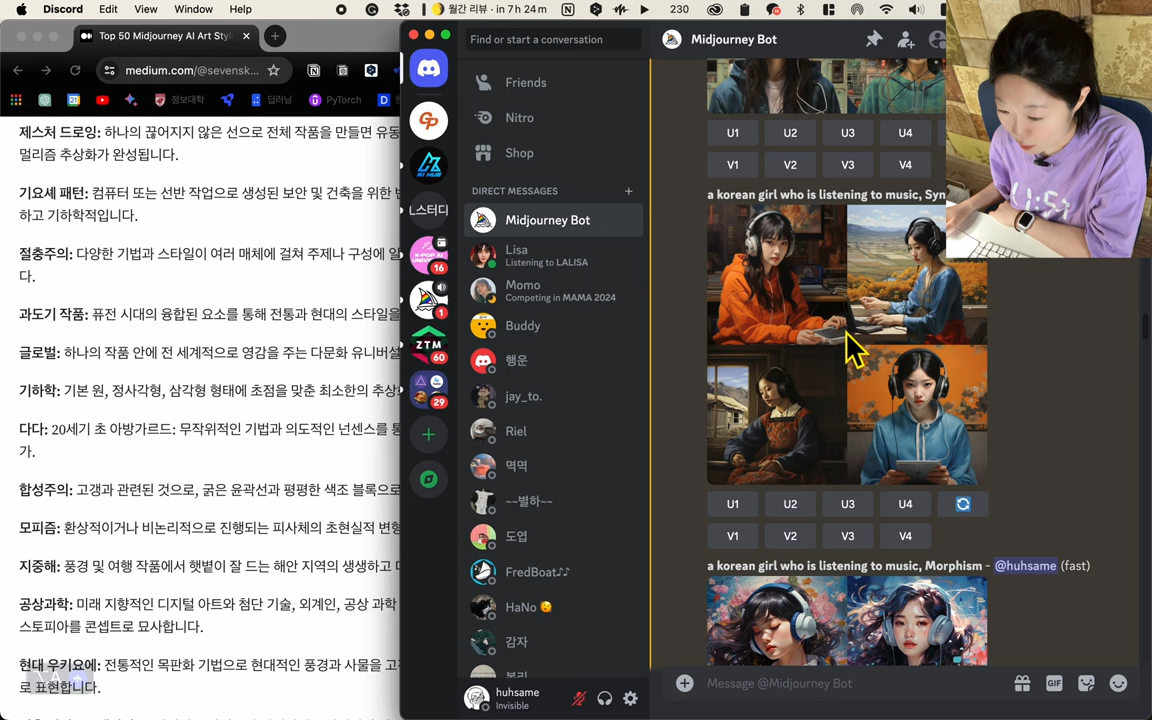 Discord File Edit View Window Help
월간 리뷰 · in 7 h 24 m
230
Top 50 Midjourney AI Art Styl
medium.com/@sevensk...
정보대학
딥러닝
PyTorch
제스처 드로잉: 하나의 끊어지지 않은 선으로 전체 작품을 만들면 유동
멀리즘 추상화가 완성됩니다.
기요셰 패턴: 컴퓨터 또는 선반 작업으로 생성된 보안 및 건축을 위한
하고 기하학적입니다.
절충주의: 다양한 기법과 스타일이 여러 매체에 걸쳐 주제나 구성에 일
다.
과도기 작품: 퓨전 시대의 융합된 요소를 통해 전통과 현대의 스타일을
글로벌: 하나의 작품 안에 전 세계적으로 영감을 주는 다문화 유니버설
기하학: 기본 원, 정사각형, 삼각형 형태에 초점을 맞춘 최소한의 추상
다다: 20세기 초 아방가르드: 무작위적인 기법과 의도적인 넌센스를 통
가.
합성주의: 고갱과 관련된 것으로, 굵은 윤곽선과 평평한 색조 블록으로
모피즘: 환상적이거나 비논리적으로 진행되는 피사체의 초현실적 변형
지중해: 풍경 및 여행 작품에서 햇볕이 잘 드는 해안 지역의 생생하고
공상과학: 미래 지향적인 디지털 아트와 첨단 기술, 외계인, 공상 과학
스토피아를 콘셉트로 묘사합니다.
현대 우키요에: 전통적인 목판화 기법으로 현대적인 풍경과 사물을 고
로 표현합니다.
AI HUB
L스터디
K-POP AI
16
1
ZTM
60
29
Find or start a conversation
Friends
Nitro
Shop
DIRECT MESSAGES
Midjourney Bot
Lisa
Listening to LALISA
Momo
Competing in MAMA 2024
Buddy
행운
jay_to.
Riel
멱멱
~~별하~~
도엽
FredBoat♪♪
HaNo
감자
huhsame
Invisible
Midjourney Bot
U1 U2 U3 U4
V1 V2 V3 V4
a korean girl who is listening to music, Syn
U1 U2 U3 U4
V1 V2 V3 V4
a korean girl who is listening to music, Morphism - @huhsame (fast)
Message @Midjourney Bot
GIF